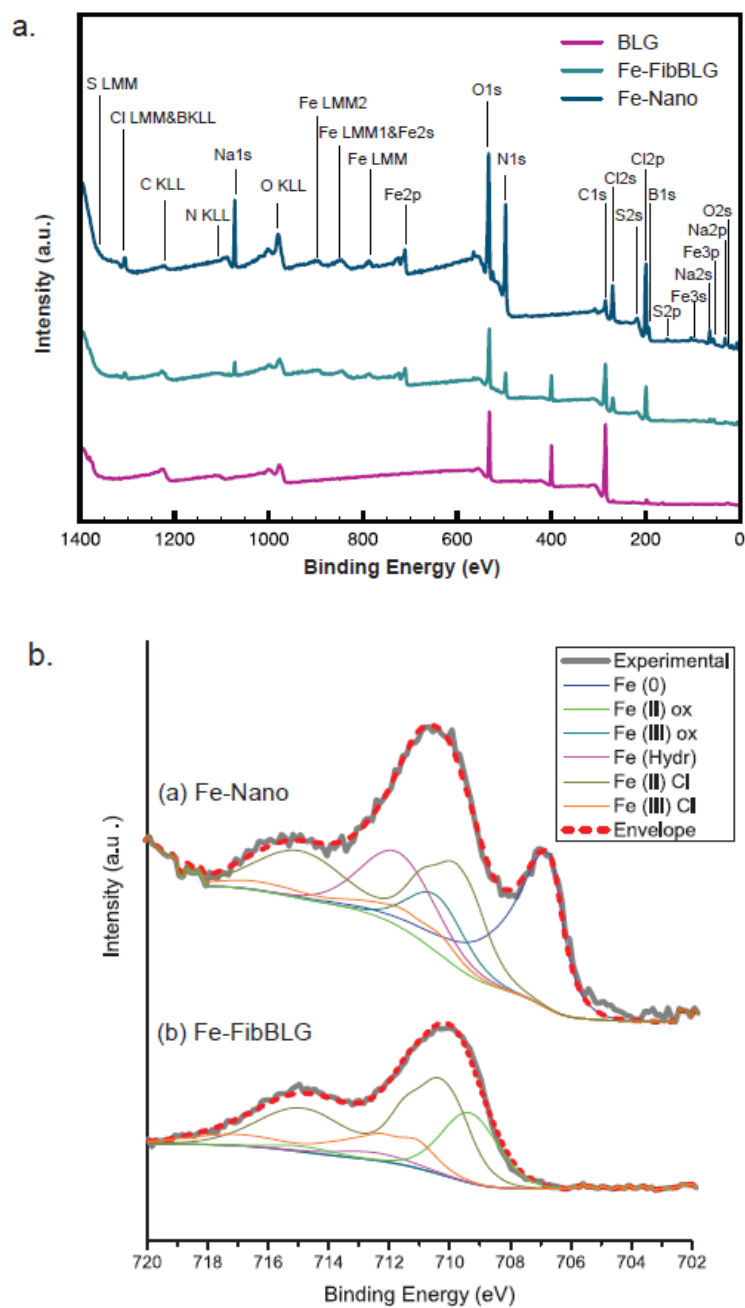 a.
BLG
Fe-FibBLG
Fe-Nano
S LMM
Cl LMM&BKLL
C KLL
N KLL
Na1s
O KLL
Fe LMM2
Fe LMM1&Fe2s
Fe LMM
Fe2p
O1s
N1s
C1s
Cl2s
S2s
Cl2p
B1s
S2p
Fe3s
Na2s
Fe3p
Na2p
O2s
Intensity (a.u.)
1400 1200 1000 800 600 400 200 0
Binding Energy (eV)
b.
Experimental
Fe (0)
Fe (II) ox
Fe (III) ox
Fe (Hydr)
Fe (II) Cl
Fe (III) Cl
Envelope
(a) Fe-Nano
(b) Fe-FibBLG
Intensity (a.u.)
720 718 716 714 712 710 708 706 704 702
Binding Energy (eV)